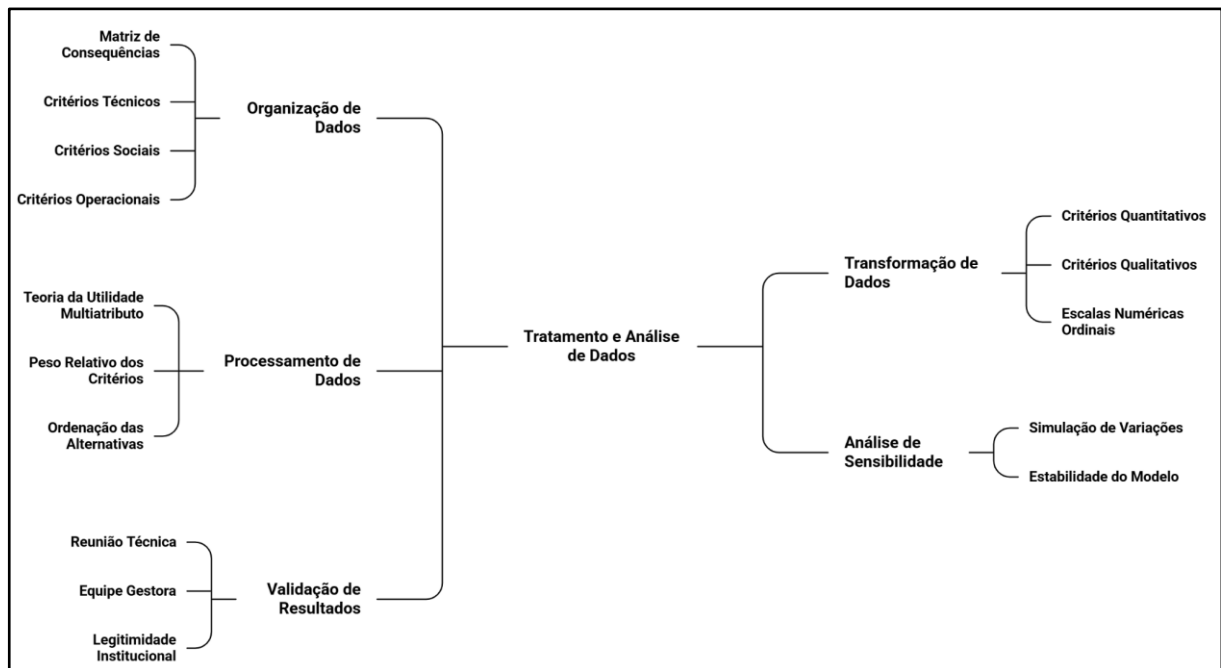 Matriz de
Consequências
Critérios Técnicos
Critérios Sociais
Critérios Operacionais
Organização de
Dados
Teoria da Utilidade
Multiatributo
Peso Relativo dos
Critérios
Ordenação das
Alternativas
Processamento de
Dados
Reunião Técnica
Equipe Gestora
Legitimidade
Institucional
Validação de
Resultados
Tratamento e Análise
de Dados
Transformação de
Dados
Critérios Quantitativos
Critérios Qualitativos
Escalas Numéricas
Ordinais
Análise de
Sensibilidade
Simulação de Variações
Estabilidade do Modelo